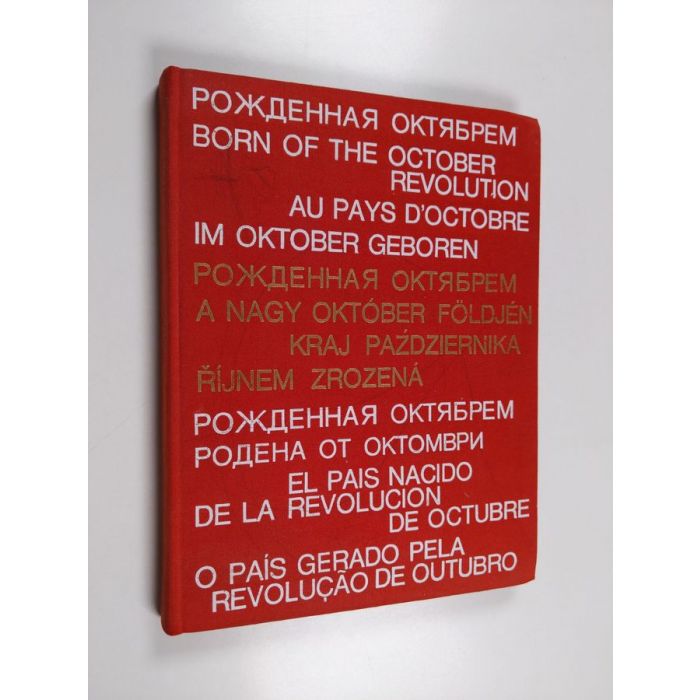 РОЖДЕННАЯ ОКТЯБРЕМ
BORN OF THE OCTOBER
REVOLUTION
AU PAYS D'OCTOBRE
IM OKTOBER GEBOREN
РОЖДЕННАЯ ОКТЯБРЕМ
A NAGY OKTÓBER FÖLDJÉN
KRAJ PAŹDZIERNIKA
ŘÍJNEM ZROZENÁ
РОЖДЕННАЯ ОКТЯБРЕМ
РОДЕНА ОТ ОКТОМВРИ
EL PAIS NACIDO
DE LA REVOLUCION
DE OCTUBRE
O PAÍS GERADO PELA
REVOLUÇÃO DE OUTUBRO